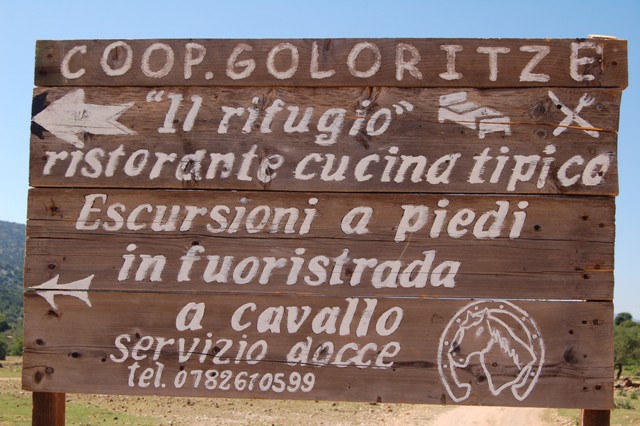 COOP. GOLORITZE
"Il rifugio"
ristorante cucina tipica
Escursioni a piedi
in fuoristrada
a cavallo
servizio docce
tel. 0782610599